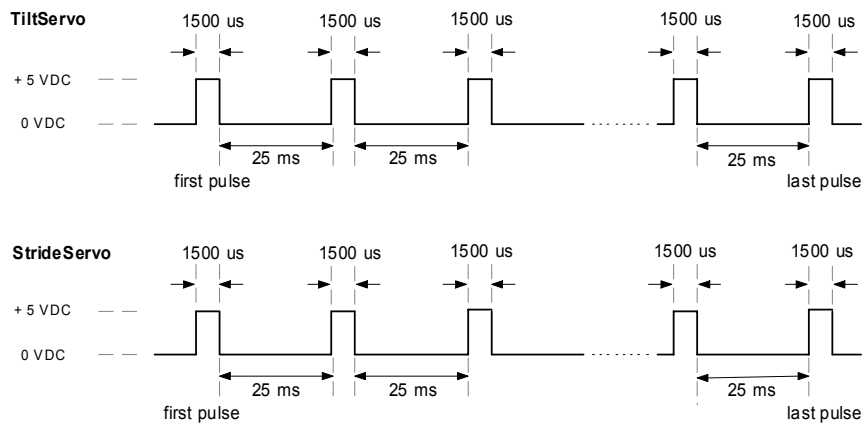 TiltServo 1500 us 1500 us 1500 us 1500 us 1500 us
+ 5 VDC
0 VDC
25 ms 25 ms 25 ms
first pulse last pulse
StrideServo 1500 us 1500 us 1500 us 1500 us 1500 us
+ 5 VDC
0 VDC
25 ms 25 ms 25 ms
first pulse last pulse